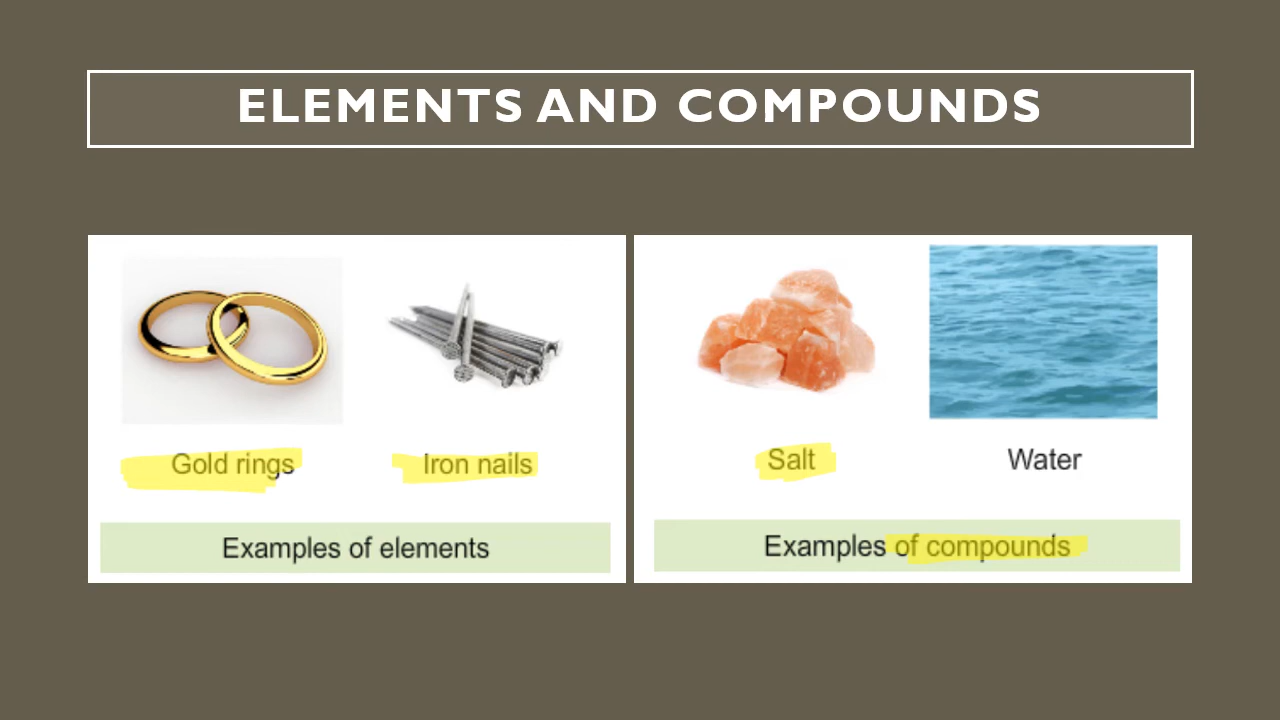 ELEMENTS AND COMPOUNDS
Gold rings
Iron nails
Examples of elements
Salt
Water
Examples of compounds